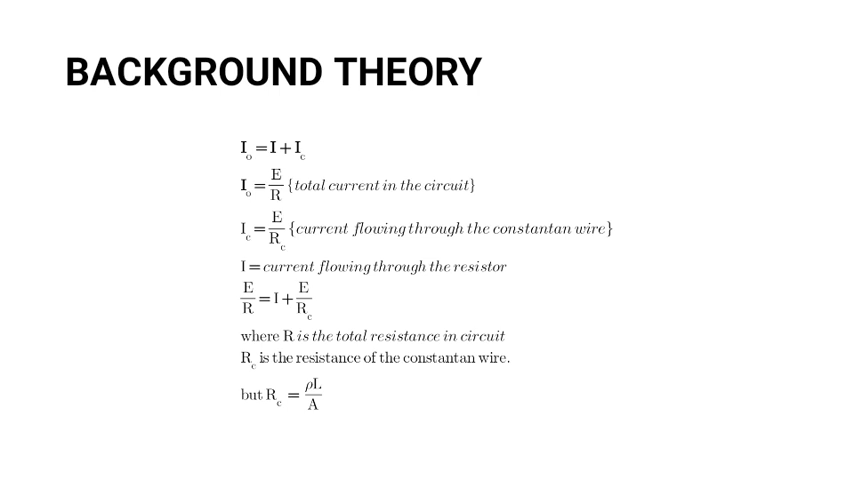 BACKGROUND THEORY
I_o = I + I_c
I_o = E/R {total current in the circuit}
I_c = E/R_c {current flowing through the constantan wire}
I = current flowing through the resistor
E/R = I + E/R_c
where R is the total resistance in circuit
R_c is the resistance of the constantan wire.
but R_c = ρL/A